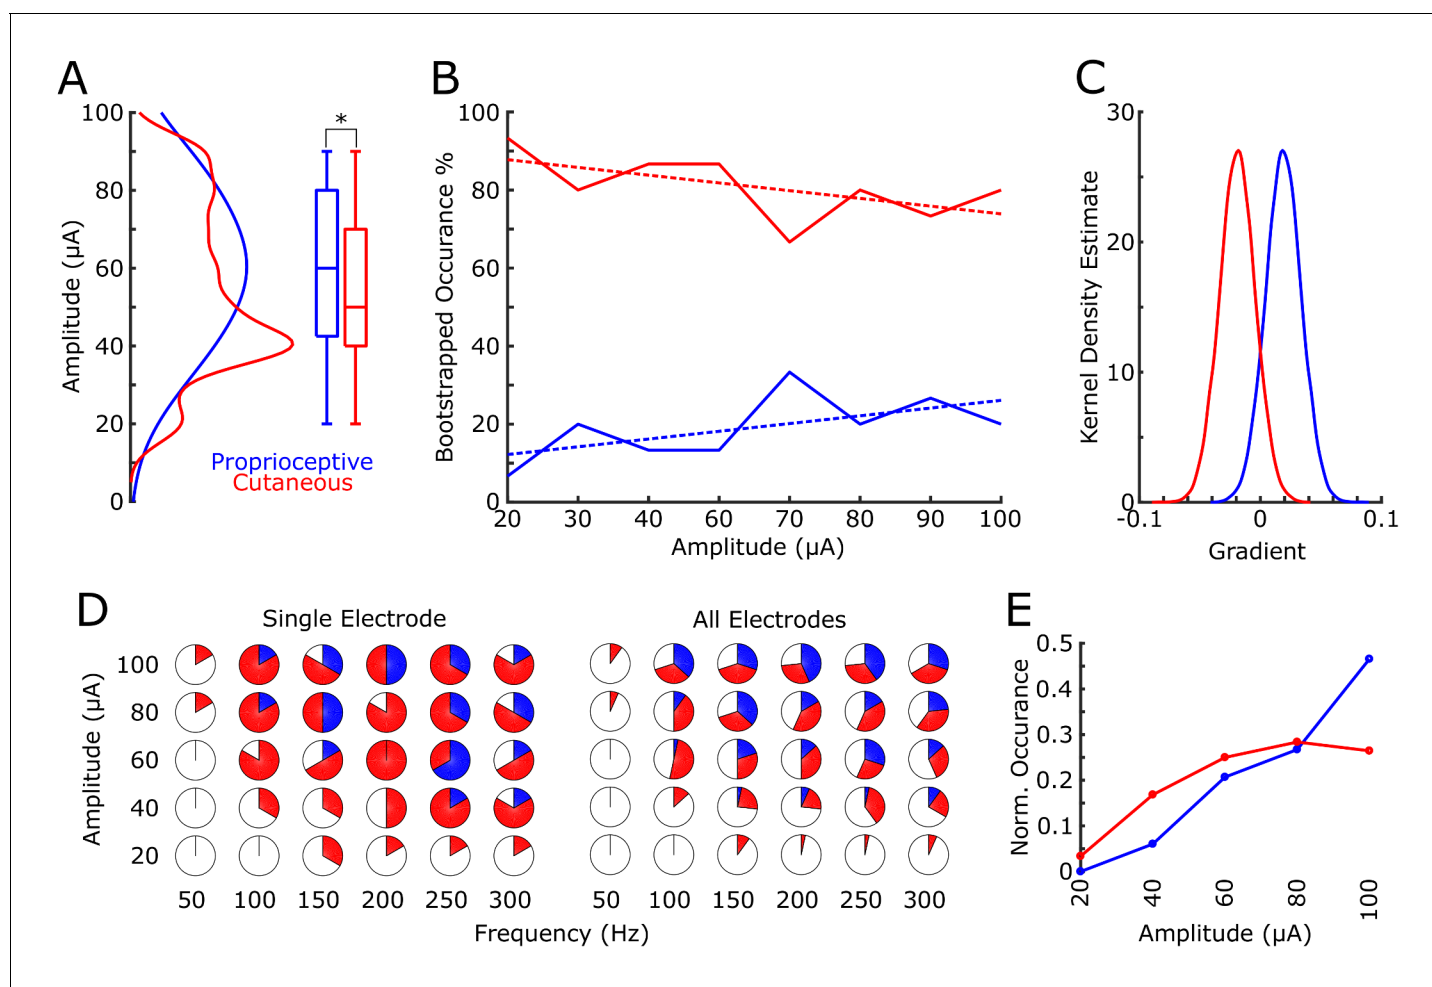 A
100
80
60
40
20
0
Amplitude (μA)
*
Proprioceptive
Cutaneous
B
100
80
60
40
20
0
Bootstrapped Occurance %
20 30 40 60 70 80 90 100
Amplitude (μA)
C
30
20
10
0
Kernel Density Estimate
-0.1 0 0.1
Gradient
D
Single Electrode All Electrodes
100
80
60
40
20
Amplitude (μA)
50 100 150 200 250 300 50 100 150 200 250 300
Frequency (Hz)
E
0.5
0.4
0.3
0.2
0.1
0
Norm. Occurance
20 40 60 80 100
Amplitude (μA)